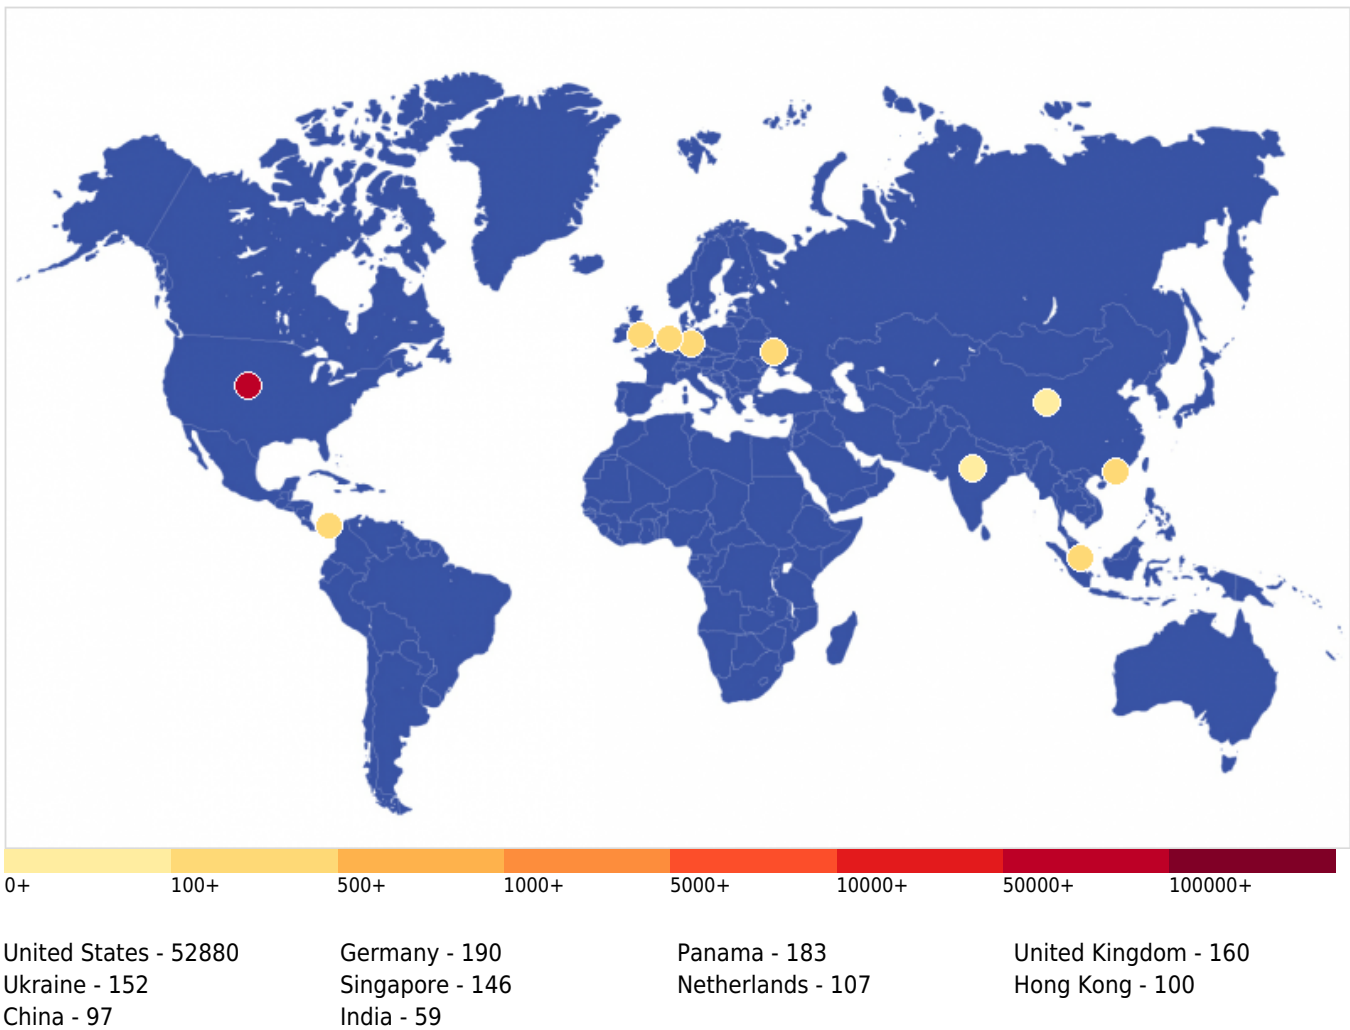 0+ 100+ 500+ 1000+ 5000+ 10000+ 50000+ 100000+
United States - 52880 Germany - 190 Panama - 183 United Kingdom - 160
Ukraine - 152 Singapore - 146 Netherlands - 107 Hong Kong - 100
China - 97 India - 59